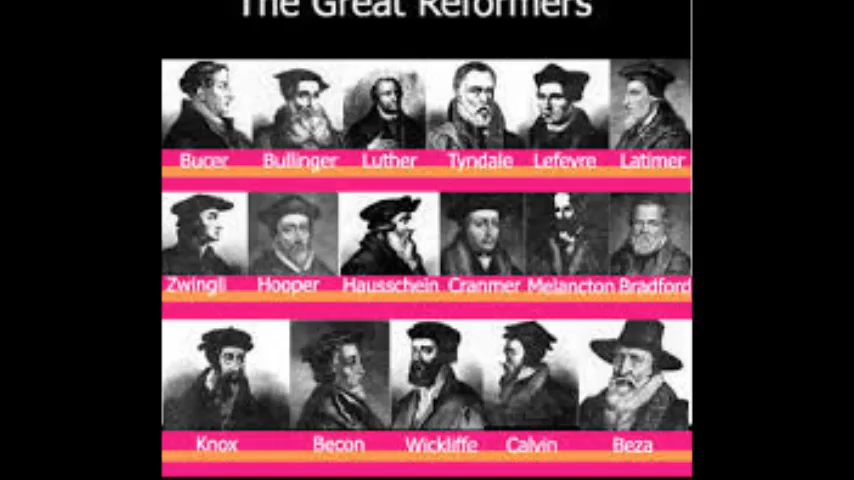 The Great Reformers
Bucer Bullinger Luther Tyndale Lefevre Latimer
Zwingli Hooper Hausschein Cranmer Melancton Bradford
Knox Becon Wickliffe Calvin Beza